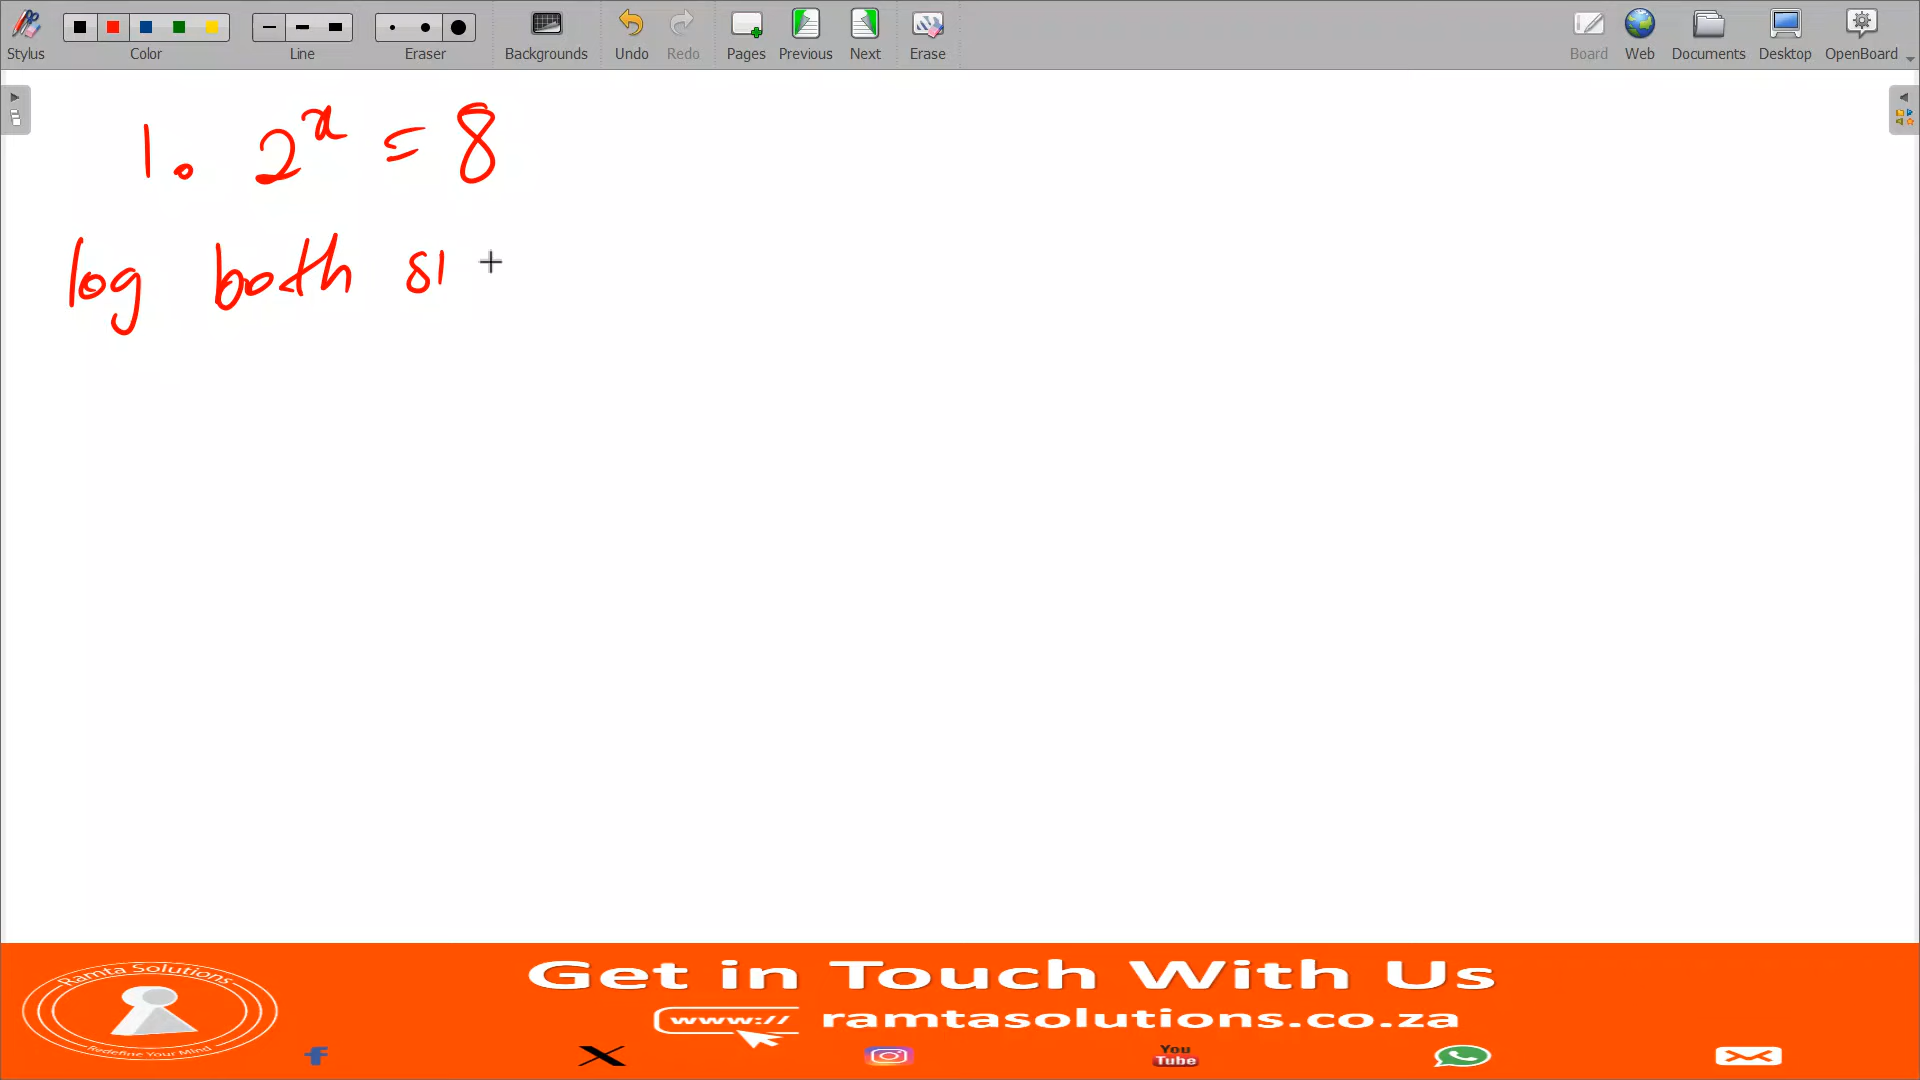 Stylus Color Line Eraser Backgrounds Undo Redo Pages Previous Next Erase Board Web Documents Desktop OpenBoard
1. 2^x = 8
log both si
Get in Touch With Us
www:// ramtasolutions.co.za
Ramta Solutions
Redefine Your Mind
You Tube